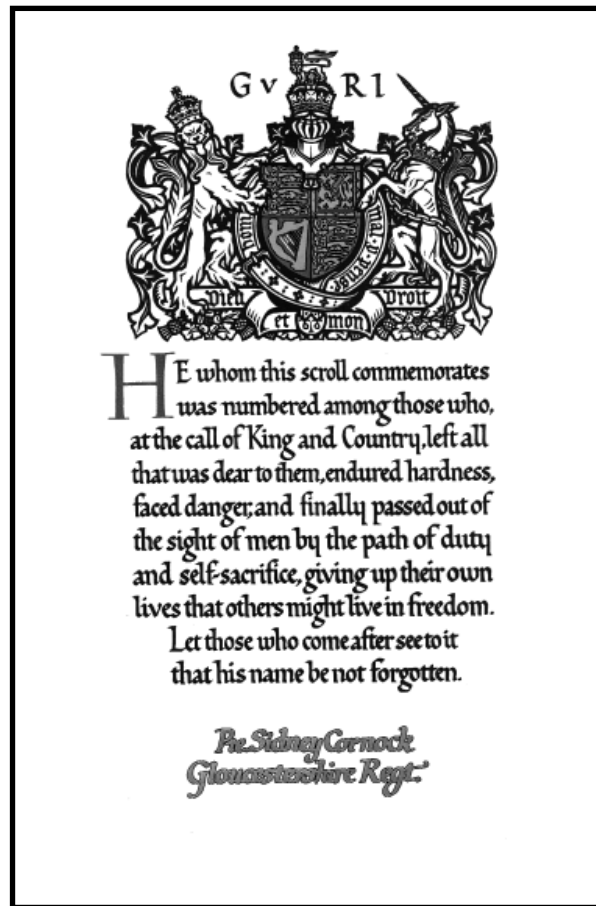 G V R I
Hon mal·y·pense
Dieu Droit
et mon
HE whom this scroll commemorates
was numbered among those who,
at the call of King and Country, left all
that was dear to them, endured hardness,
faced danger, and finally passed out of
the sight of men by the path of duty
and self-sacrifice, giving up their own
lives that others might live in freedom.
Let those who come after see to it
that his name be not forgotten.
Pte. Sidney Cornock
Gloucestershire Regt.